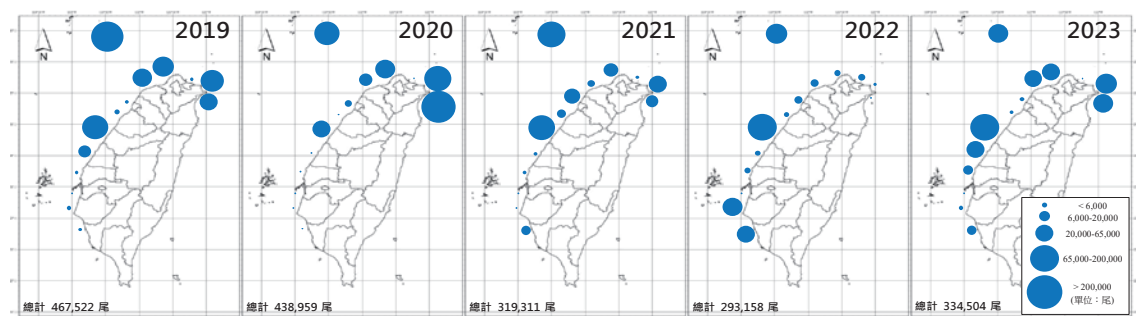 2019
2020
2021
2022
2023
N
N
N
N
N
< 6,000
6,000-20,000
20,000-65,000
65,000-200,000
> 200,000
(單位：尾)
總計 467,522 尾
總計 438,959 尾
總計 319,311 尾
總計 293,158 尾
總計 334,504 尾